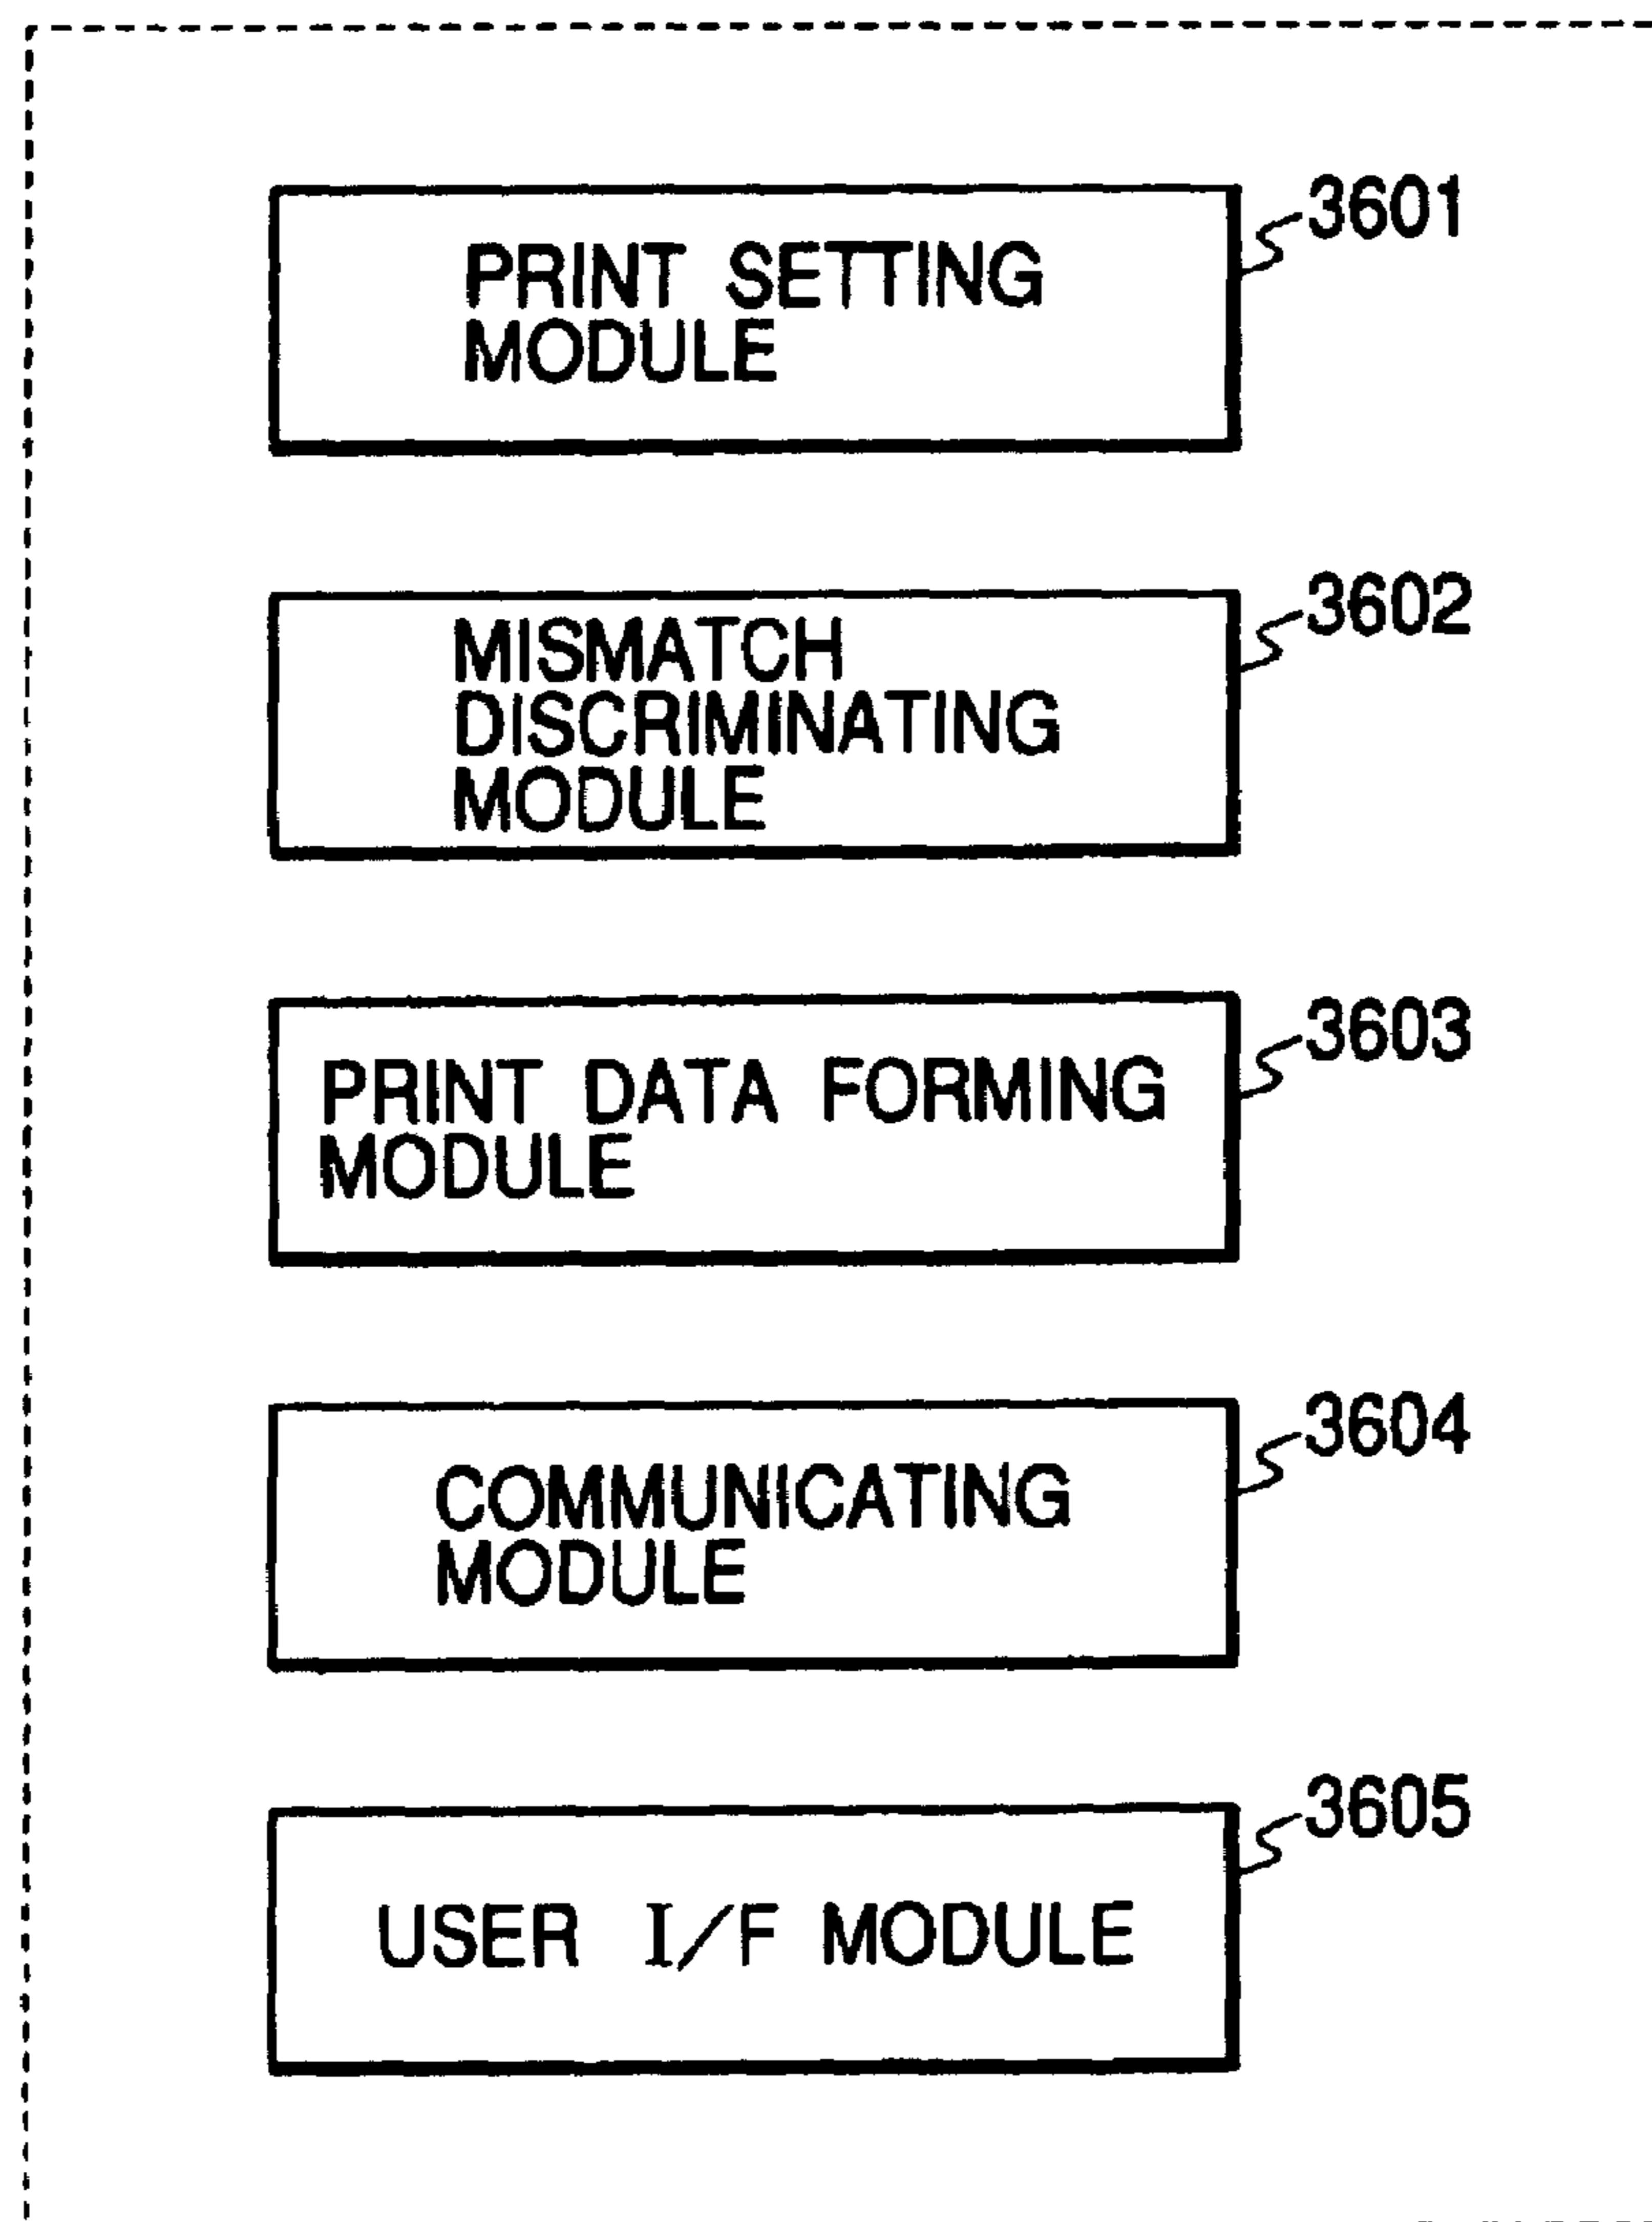 3601
PRINT SETTING
MODULE
3602
MISMATCH
DISCRIMINATING
MODULE
3603
PRINT DATA FORMING
MODULE
3604
COMMUNICATING
MODULE
3605
USER I/F MODULE